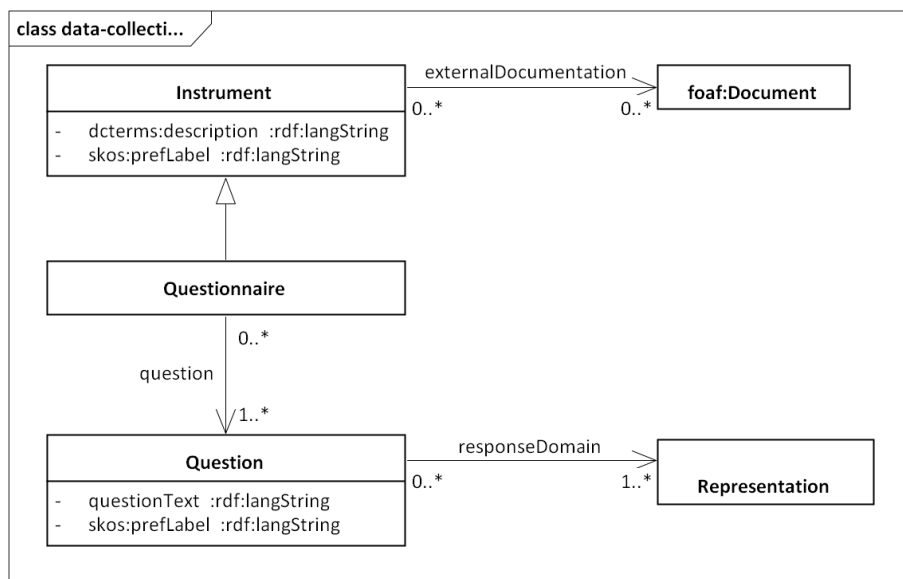 class data-collecti...
Instrument
- dcterms:description :rdf:langString
- skos:prefLabel :rdf:langString
externalDocumentation
0..*
0..*
foaf:Document
Questionnaire
0..*
question
1..*
Question
- questionText :rdf:langString
- skos:prefLabel :rdf:langString
responseDomain
0..*
1..*
Representation